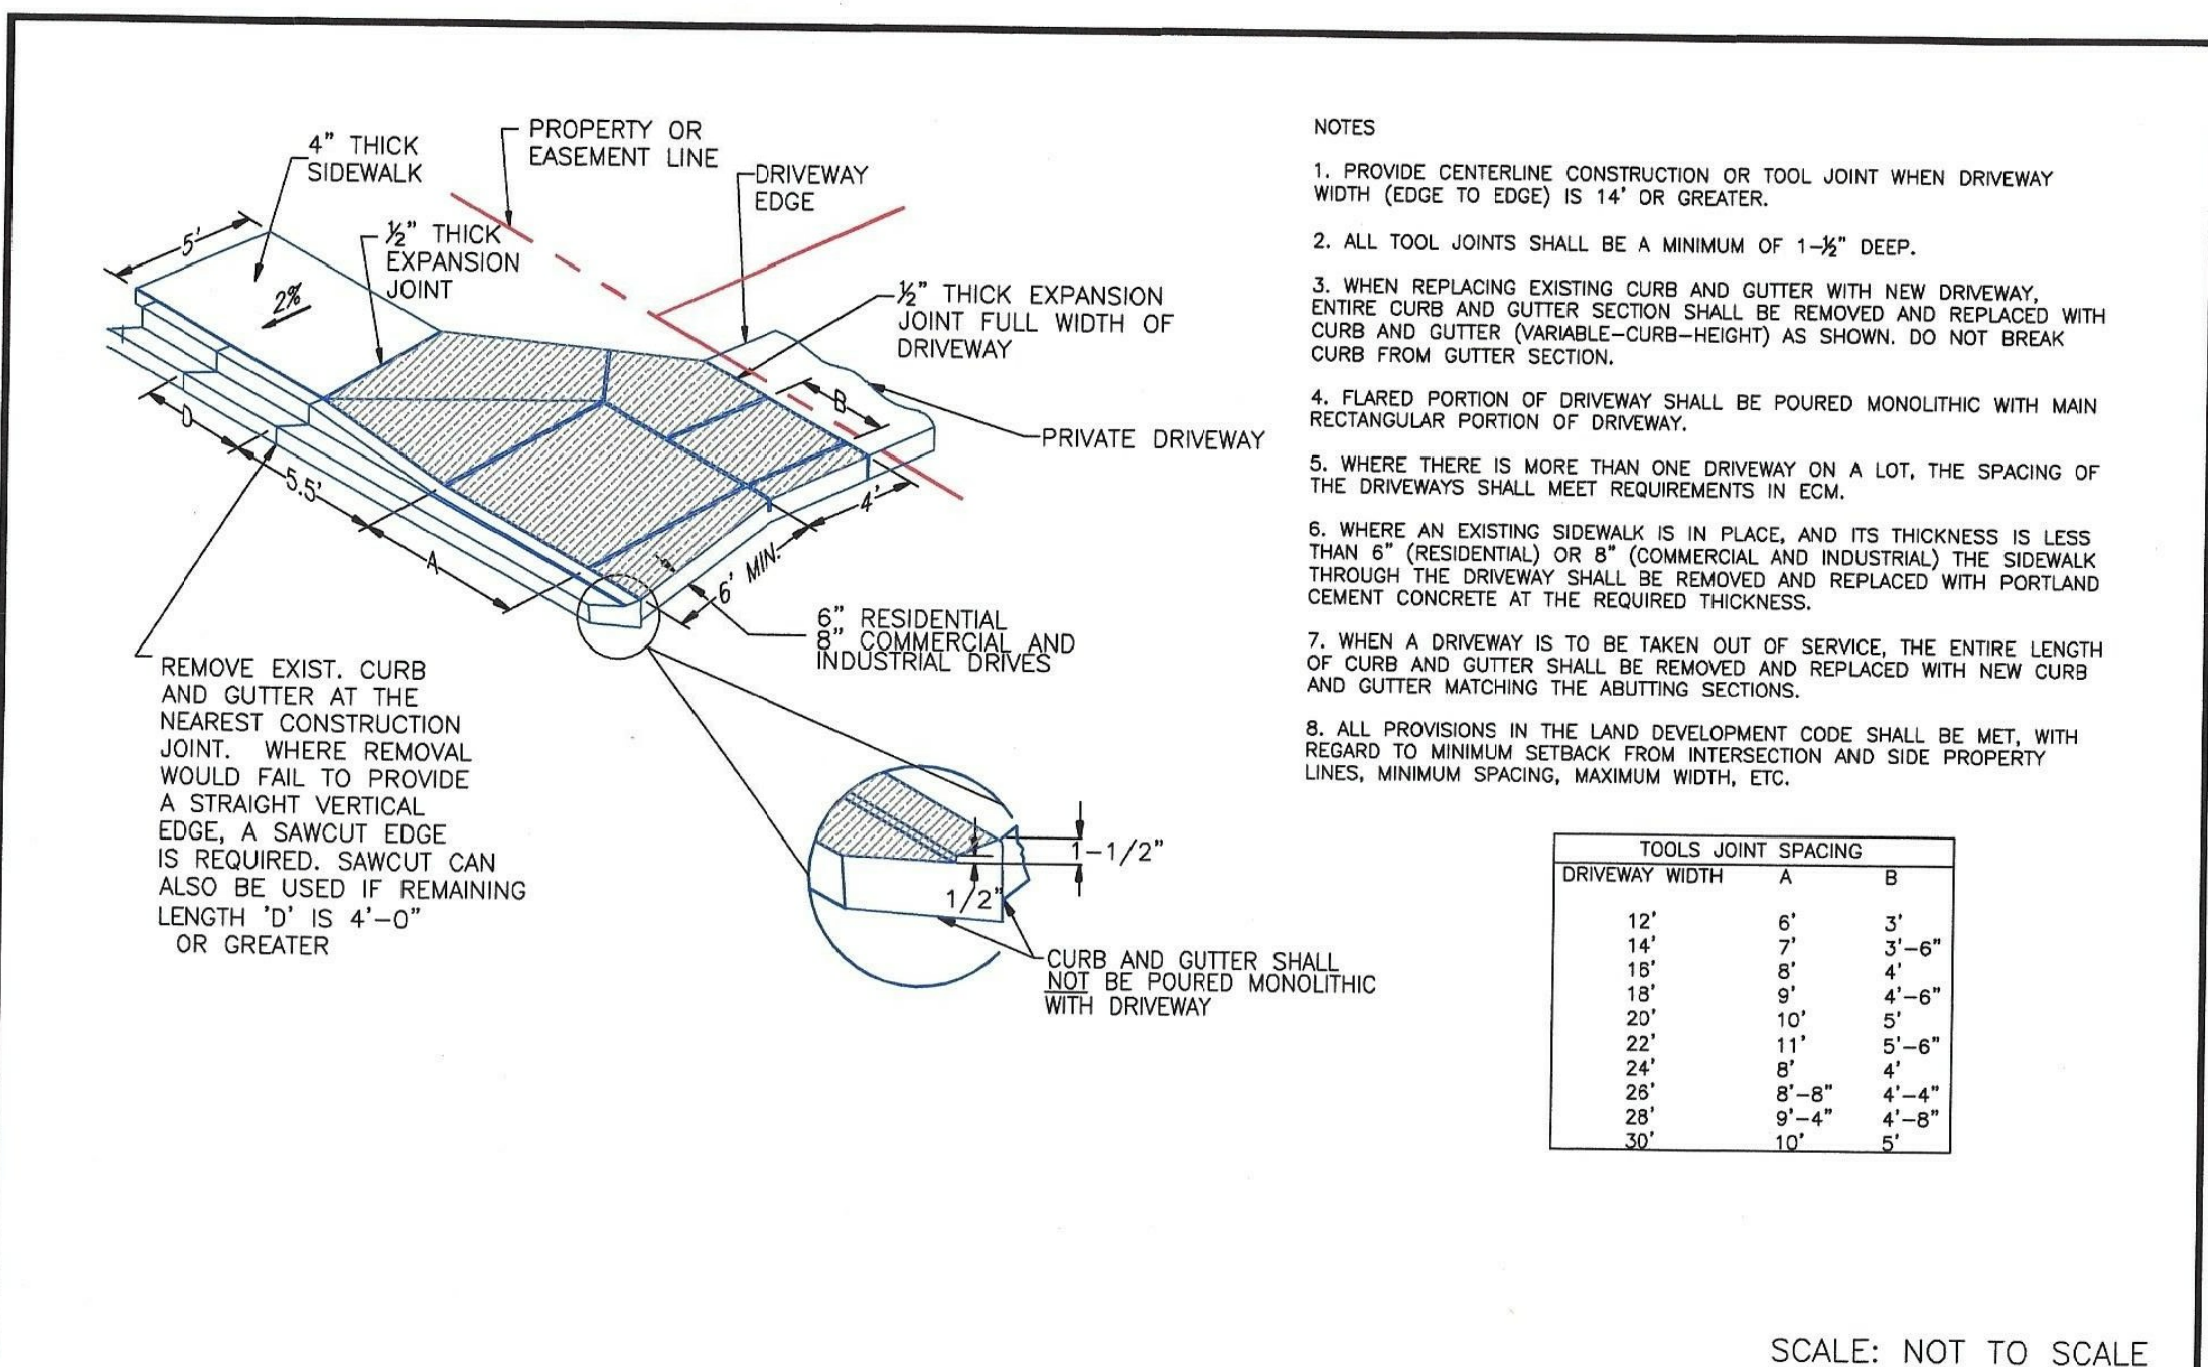 4" THICK
SIDEWALK
PROPERTY OR
EASEMENT LINE
DRIVEWAY
EDGE
5'
½" THICK
EXPANSION
JOINT
2%
½" THICK EXPANSION
JOINT FULL WIDTH OF
DRIVEWAY
B
D
PRIVATE DRIVEWAY
5.5'
4'
A
6' MIN.
6" RESIDENTIAL
8" COMMERCIAL AND
INDUSTRIAL DRIVES
REMOVE EXIST. CURB
AND GUTTER AT THE
NEAREST CONSTRUCTION
JOINT. WHERE REMOVAL
WOULD FAIL TO PROVIDE
A STRAIGHT VERTICAL
EDGE, A SAWCUT EDGE
IS REQUIRED. SAWCUT CAN
ALSO BE USED IF REMAINING
LENGTH 'D' IS 4'-0"
OR GREATER
1-1/2"
1/2"
CURB AND GUTTER SHALL
NOT BE POURED MONOLITHIC
WITH DRIVEWAY
NOTES
1. PROVIDE CENTERLINE CONSTRUCTION OR TOOL JOINT WHEN DRIVEWAY
WIDTH (EDGE TO EDGE) IS 14' OR GREATER.
2. ALL TOOL JOINTS SHALL BE A MINIMUM OF 1-½" DEEP.
3. WHEN REPLACING EXISTING CURB AND GUTTER WITH NEW DRIVEWAY,
ENTIRE CURB AND GUTTER SECTION SHALL BE REMOVED AND REPLACED WITH
CURB AND GUTTER (VARIABLE-CURB-HEIGHT) AS SHOWN. DO NOT BREAK
CURB FROM GUTTER SECTION.
4. FLARED PORTION OF DRIVEWAY SHALL BE POURED MONOLITHIC WITH MAIN
RECTANGULAR PORTION OF DRIVEWAY.
5. WHERE THERE IS MORE THAN ONE DRIVEWAY ON A LOT, THE SPACING OF
THE DRIVEWAYS SHALL MEET REQUIREMENTS IN ECM.
6. WHERE AN EXISTING SIDEWALK IS IN PLACE, AND ITS THICKNESS IS LESS
THAN 6" (RESIDENTIAL) OR 8" (COMMERCIAL AND INDUSTRIAL) THE SIDEWALK
THROUGH THE DRIVEWAY SHALL BE REMOVED AND REPLACED WITH PORTLAND
CEMENT CONCRETE AT THE REQUIRED THICKNESS.
7. WHEN A DRIVEWAY IS TO BE TAKEN OUT OF SERVICE, THE ENTIRE LENGTH
OF CURB AND GUTTER SHALL BE REMOVED AND REPLACED WITH NEW CURB
AND GUTTER MATCHING THE ABUTTING SECTIONS.
8. ALL PROVISIONS IN THE LAND DEVELOPMENT CODE SHALL BE MET, WITH
REGARD TO MINIMUM SETBACK FROM INTERSECTION AND SIDE PROPERTY
LINES, MINIMUM SPACING, MAXIMUM WIDTH, ETC.
TOOLS JOINT SPACING
DRIVEWAY WIDTH A B
12' 6' 3'
14' 7' 3'-6"
16' 8' 4'
18' 9' 4'-6"
20' 10' 5'
22' 11' 5'-6"
24' 8' 4'
26' 8'-8" 4'-4"
28' 9'-4" 4'-8"
30' 10' 5'
SCALE: NOT TO SCALE